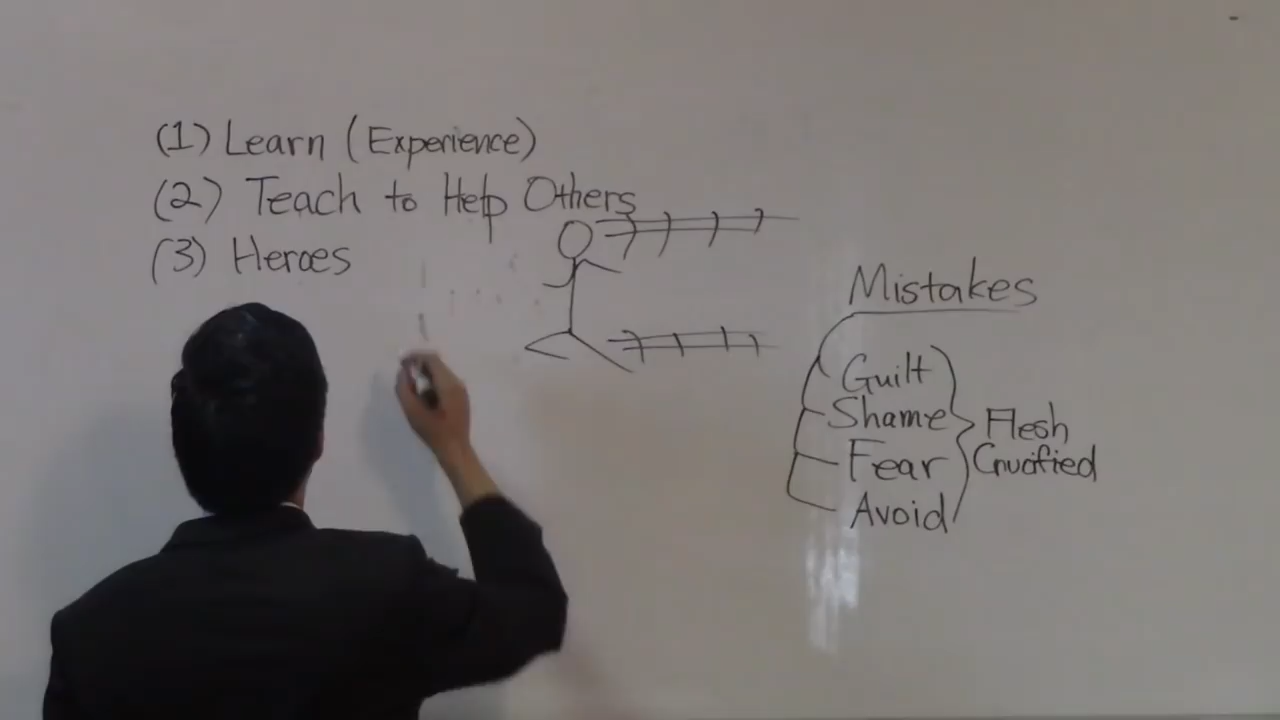 (1) Learn (Experience)
(2) Teach to Help Others
(3) Heroes
Mistakes
Guilt
Shame
Fear
Avoid
Flesh
Crucified